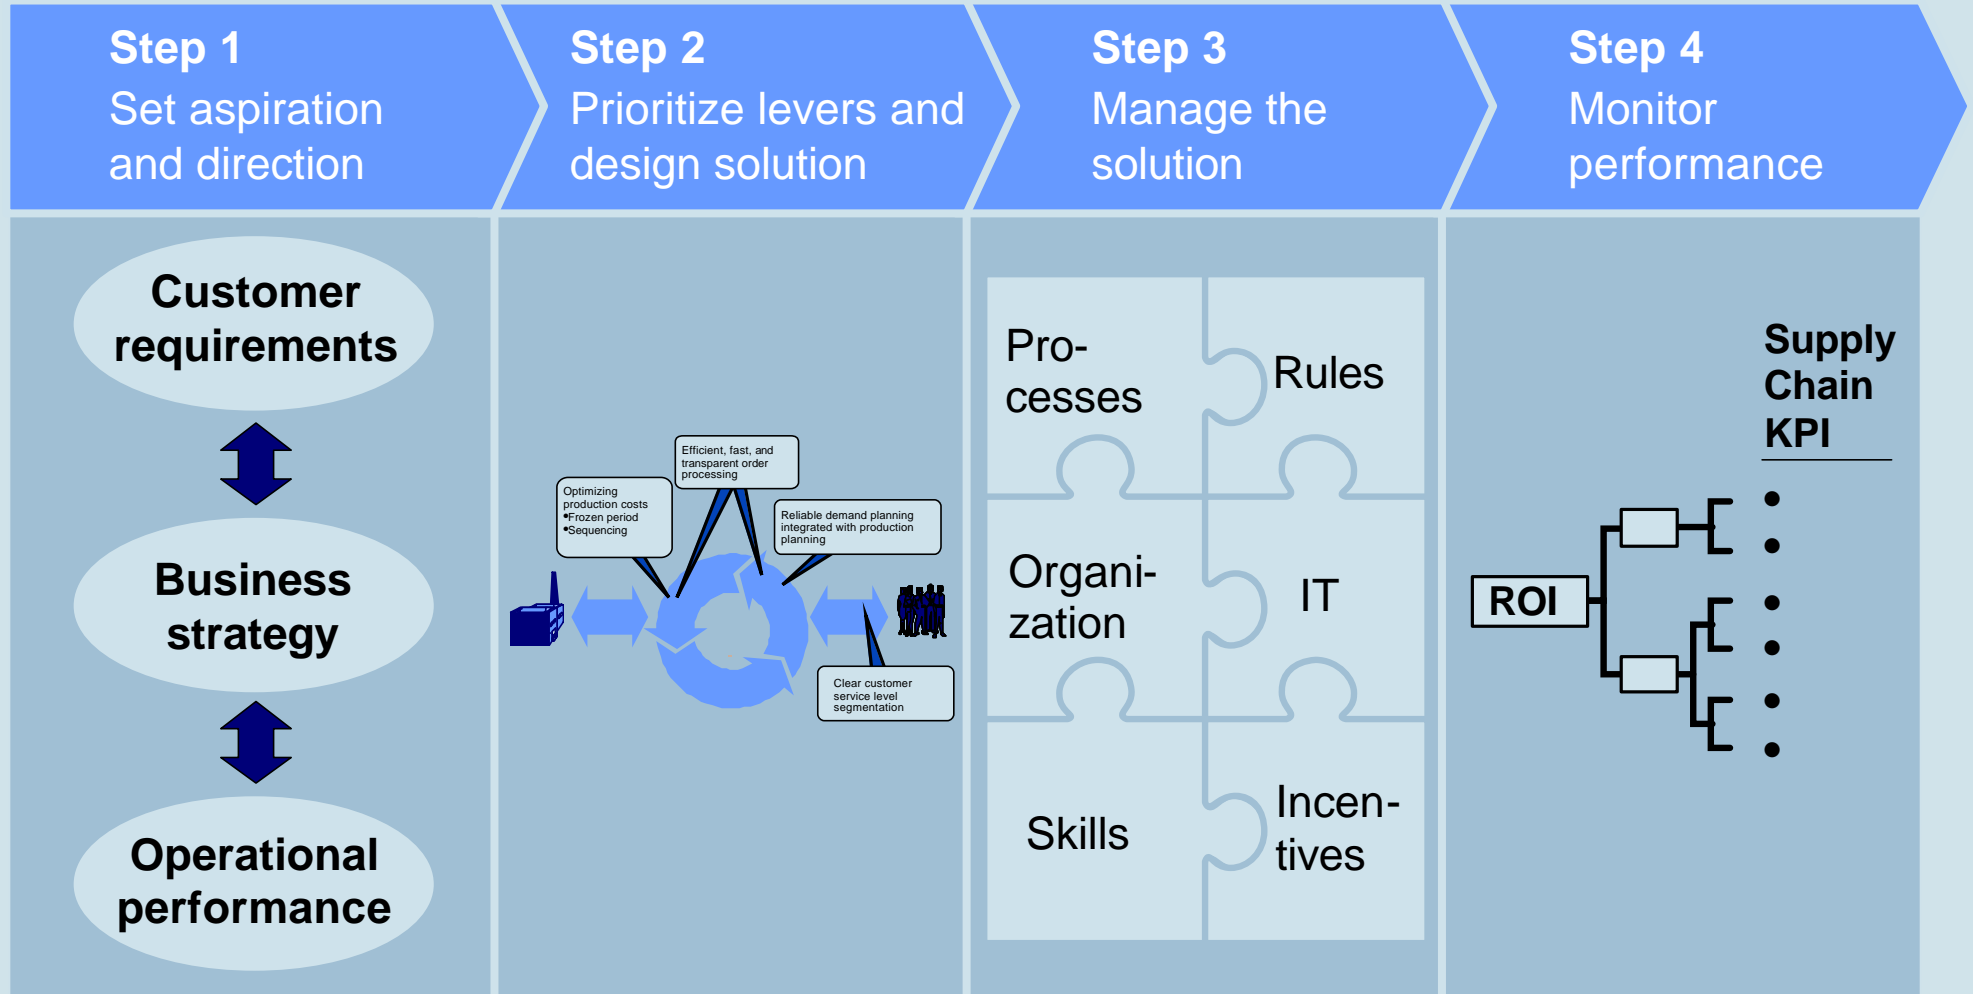 Step 1
Set aspiration
and direction
Step 2
Prioritize levers and
design solution
Step 3
Manage the
solution
Step 4
Monitor
performance
Customer
requirements
Business
strategy
Operational
performance
Efficient, fast, and
transparent order
processing
Optimizing
production costs
•Frozen period
•Sequencing
Reliable demand planning
integrated with production
planning
Clear customer
service level
segmentation
Pro-
cesses
Rules
Organi-
zation
IT
Skills
Incen-
tives
Supply
Chain
KPI
ROI